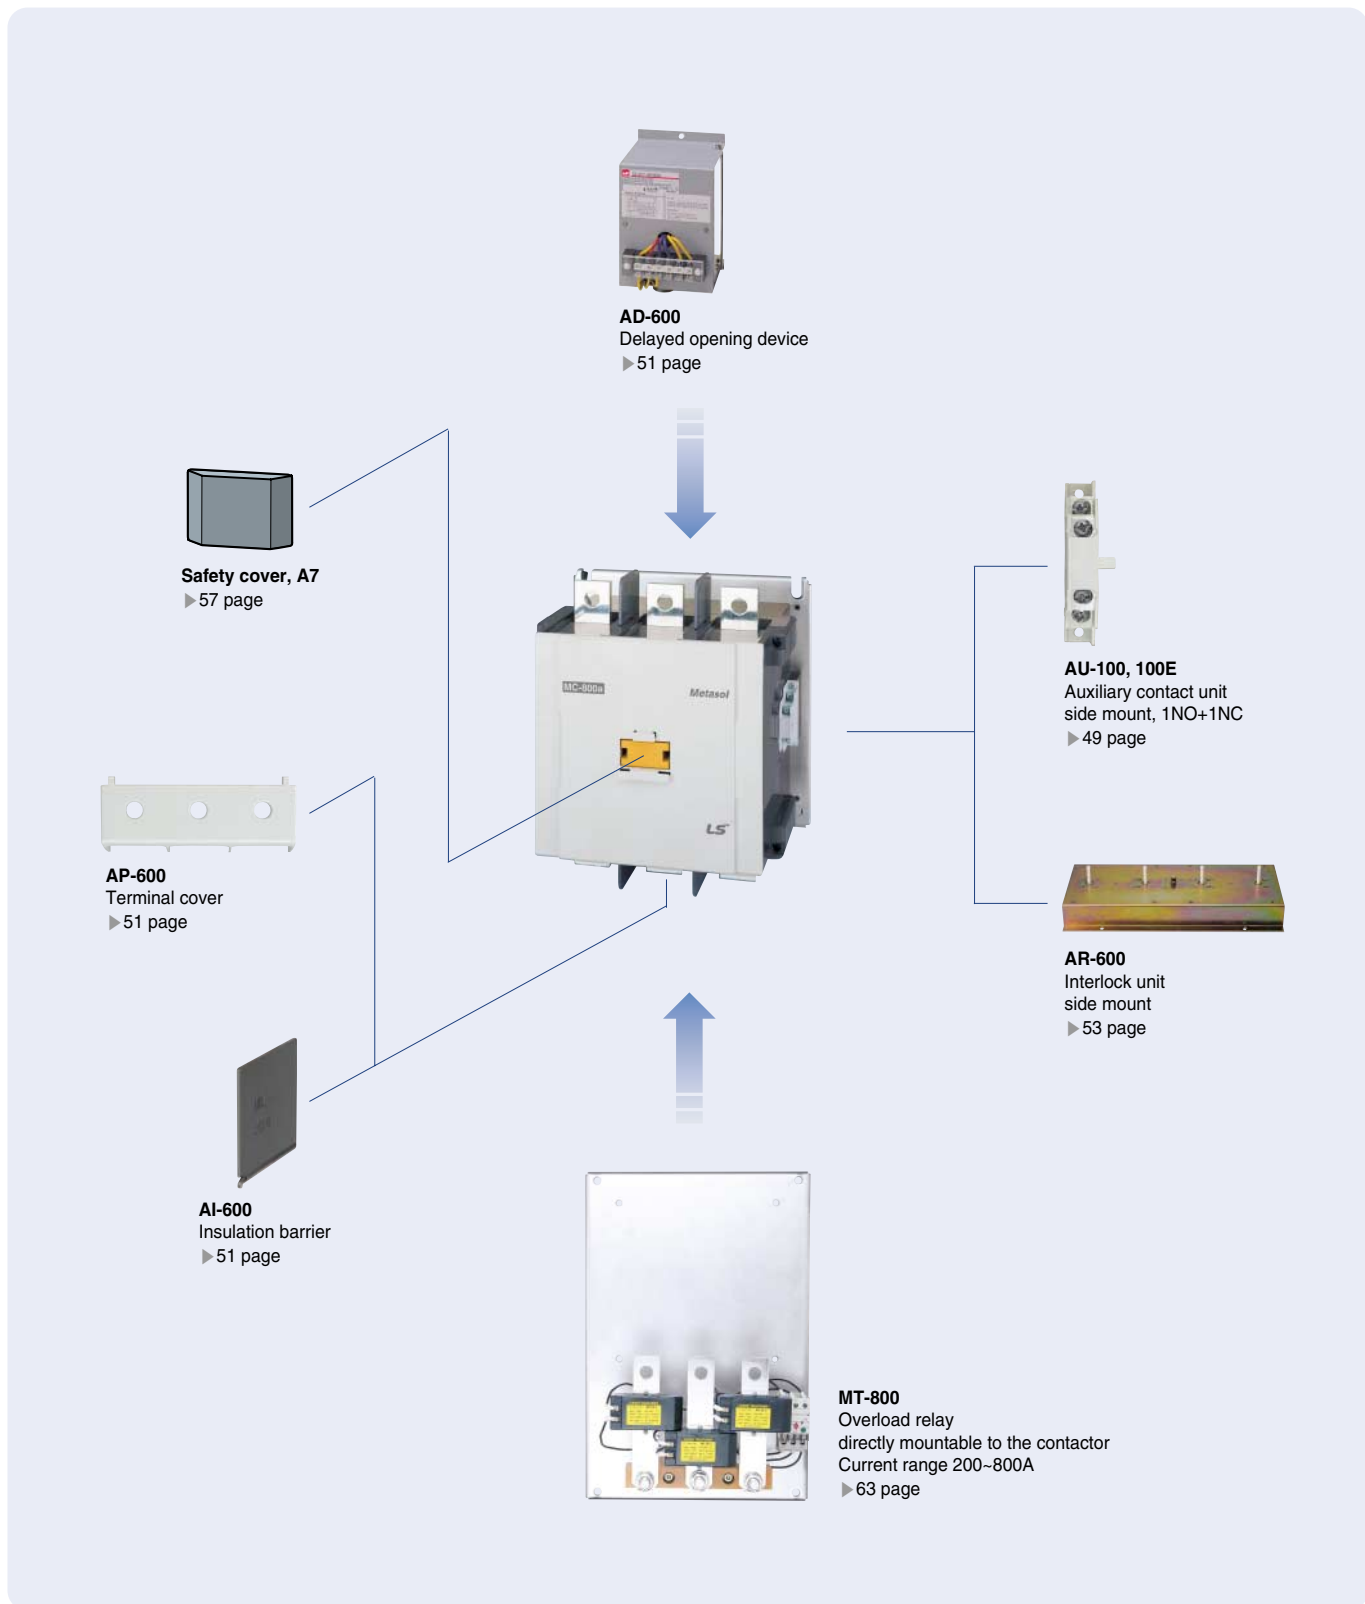 AD-600
Delayed opening device
▶51 page
Safety cover, A7
▶57 page
MC-800a
Metasol
LS
AU-100, 100E
Auxiliary contact unit
side mount, 1NO+1NC
▶49 page
AP-600
Terminal cover
▶51 page
AR-600
Interlock unit
side mount
▶53 page
AI-600
Insulation barrier
▶51 page
MT-800
Overload relay
directly mountable to the contactor
Current range 200~800A
▶63 page